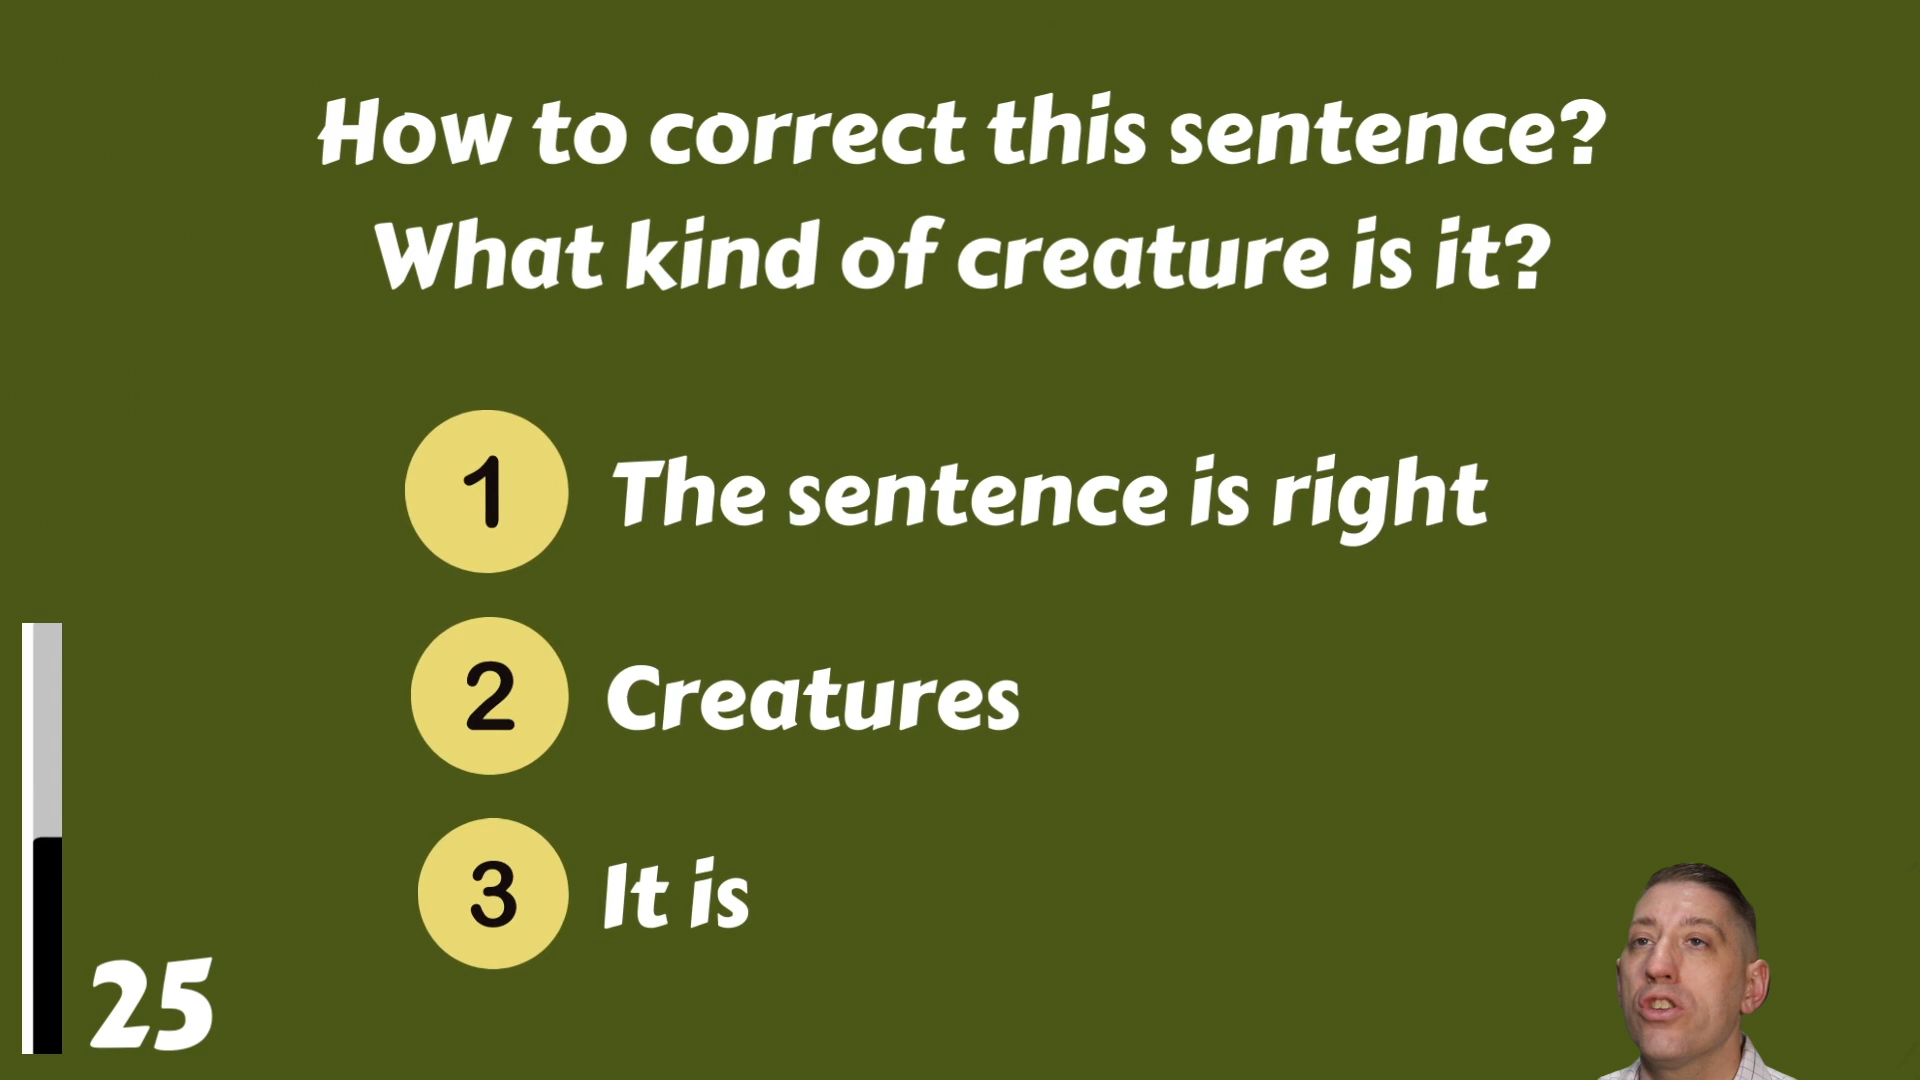 How to correct this sentence?
What kind of creature is it?
1 The sentence is right
2 Creatures
3 It is
25